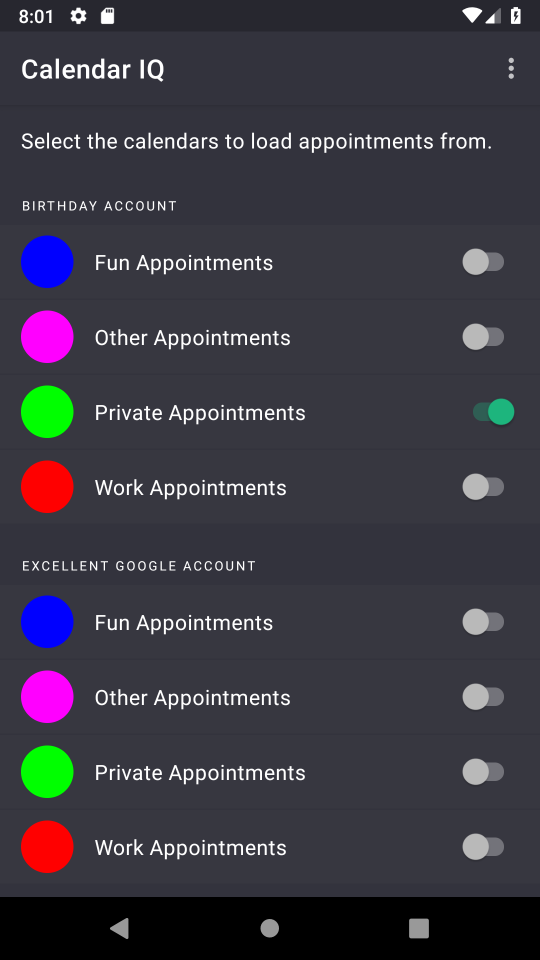 8:01
Calendar IQ
Select the calendars to load appointments from.
BIRTHDAY ACCOUNT
Fun Appointments
Other Appointments
Private Appointments
Work Appointments
EXCELLENT GOOGLE ACCOUNT
Fun Appointments
Other Appointments
Private Appointments
Work Appointments